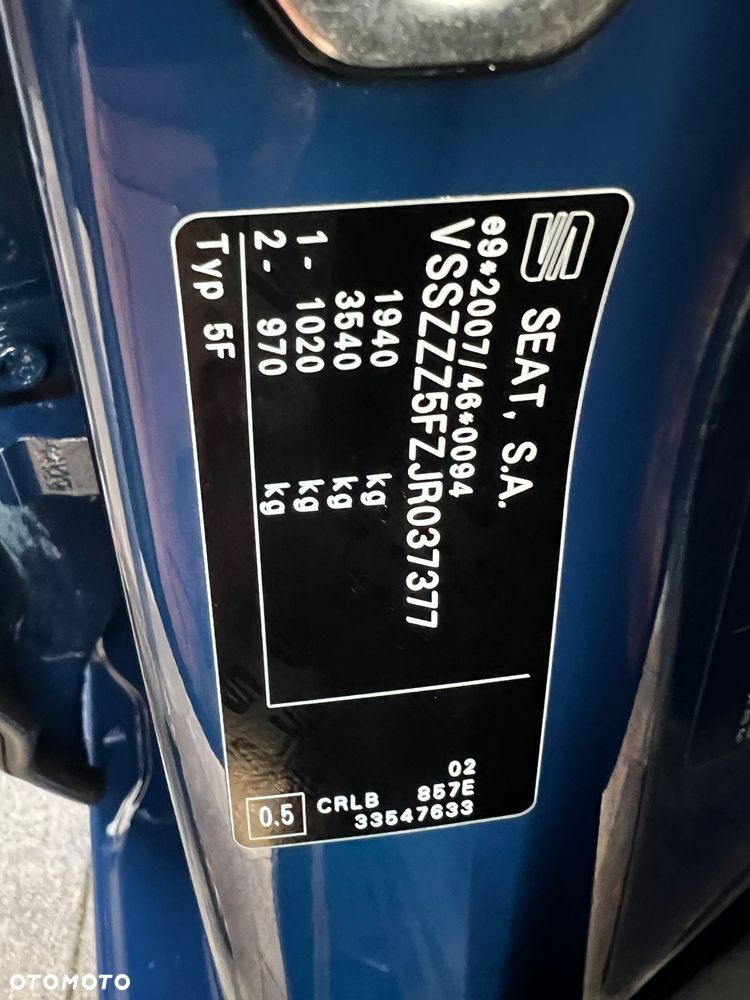 SEAT, S.A.
e9*2007/46*0094
VSSZZZ5FZJR037377
1940 kg
3540 kg
1- 1020 kg
2- 970 kg
Typ 5F
02
857E
33547633
CRLB
0.5
OTOMOTO